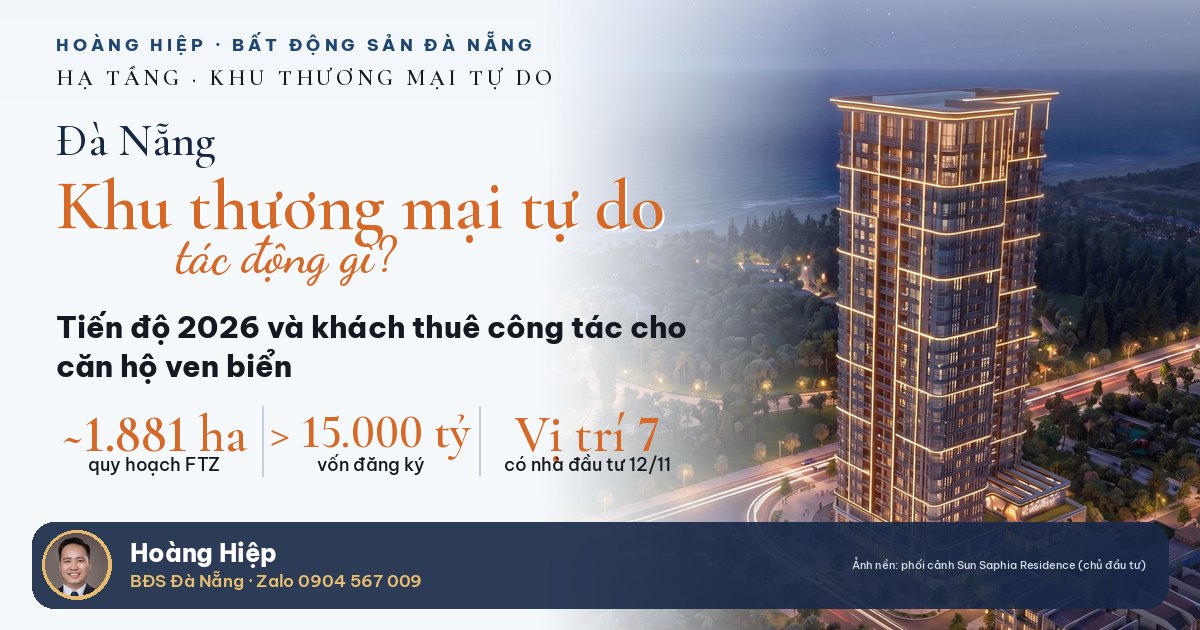 HOÀNG HIỆP · BẤT ĐỘNG SẢN ĐÀ NẴNG
HẠ TẦNG · KHU THƯƠNG MẠI TỰ DO
Đà Nẵng
Khu thương mại tự do
tác động gì?
Tiến độ 2026 và khách thuê công tác cho
căn hộ ven biển
~1.881 ha
quy hoạch FTZ
> 15.000 tỷ
vốn đăng ký
Vị trí 7
có nhà đầu tư 12/11
Hoàng Hiệp
BĐS Đà Nẵng · Zalo 0904 567 009
Ảnh nền: phối cảnh Sun Saphia Residence (chủ đầu tư)